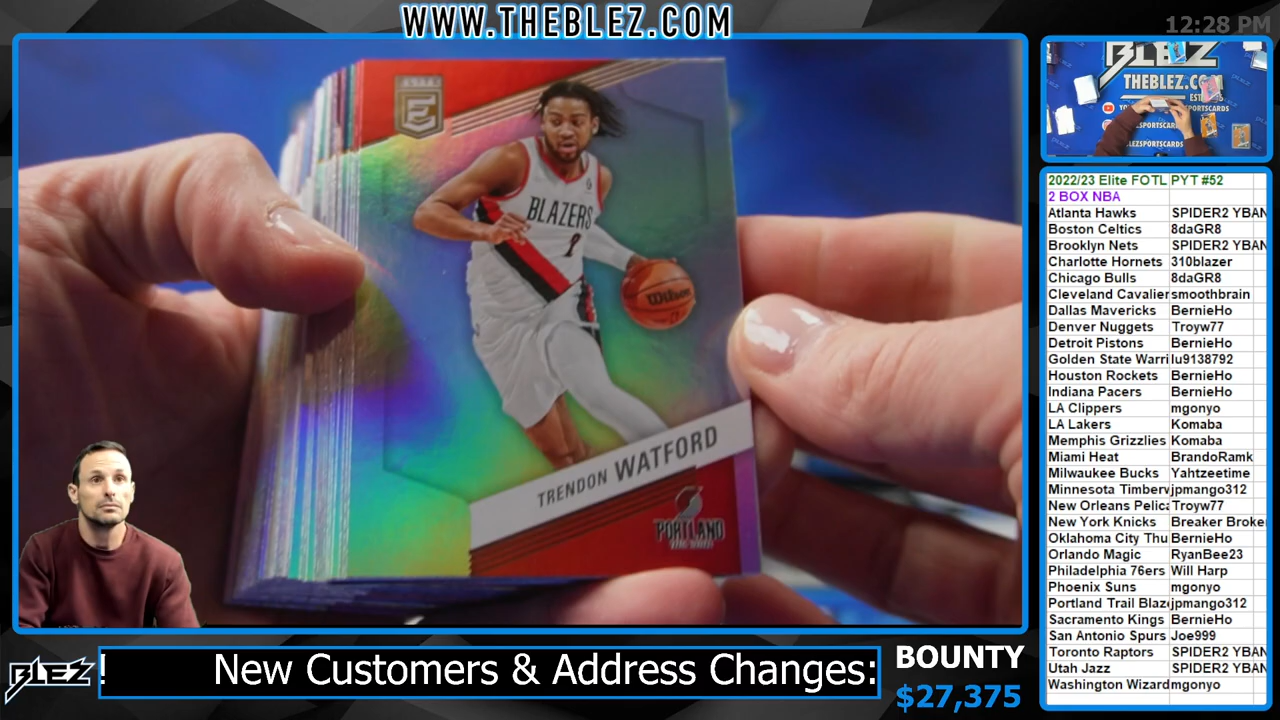 WWW.THEBLEZ.COM
12:28 PM
ELITE
E
BLAZERS
2
Wilson
TRENDON WATFORD
PORTLAND
BLEZ
THEBLEZ.COM
2022/23 Elite FOTL PYT #52
2 BOX NBA
Atlanta Hawks SPIDER2 YBAN
Boston Celtics 8daGR8
Brooklyn Nets SPIDER2 YBAN
Charlotte Hornets 310blazer
Chicago Bulls 8daGR8
Cleveland Cavalier smoothbrain
Dallas Mavericks BernieHo
Denver Nuggets Troyw77
Detroit Pistons BernieHo
Golden State Warri lu9138792
Houston Rockets BernieHo
Indiana Pacers BernieHo
LA Clippers mgonyo
LA Lakers Komaba
Memphis Grizzlies Komaba
Miami Heat BrandoRamk
Milwaukee Bucks Yahtzeetime
Minnesota Timberv jpmango312
New Orleans Pelica Troyw77
New York Knicks Breaker Broke
Oklahoma City Thu BernieHo
Orlando Magic RyanBee23
Philadelphia 76ers Will Harp
Phoenix Suns mgonyo
Portland Trail Blaz jpmango312
Sacramento Kings BernieHo
San Antonio Spurs Joe999
Toronto Raptors SPIDER2 YBAN
Utah Jazz SPIDER2 YBAN
Washington Wizard mgonyo
BLEZ
! New Customers & Address Changes:
BOUNTY
$27,375